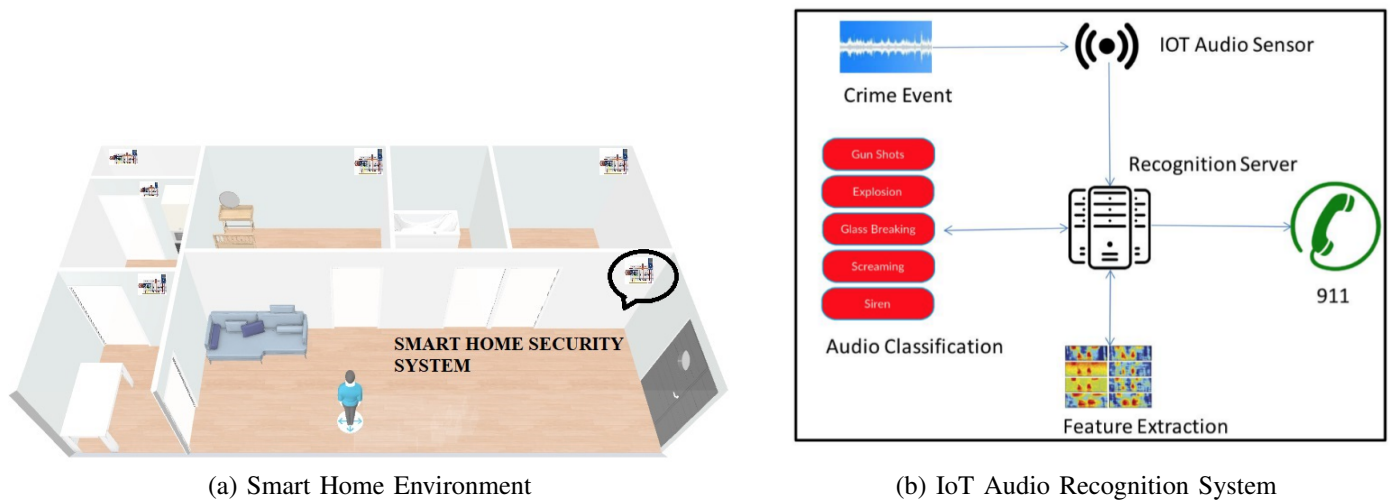 SMART HOME SECURITY
SYSTEM
(a) Smart Home Environment
IOT Audio Sensor
Crime Event
Gun Shots
Explosion
Glass Breaking
Screaming
Siren
Audio Classification
Recognition Server
911
Feature Extraction
(b) IoT Audio Recognition System